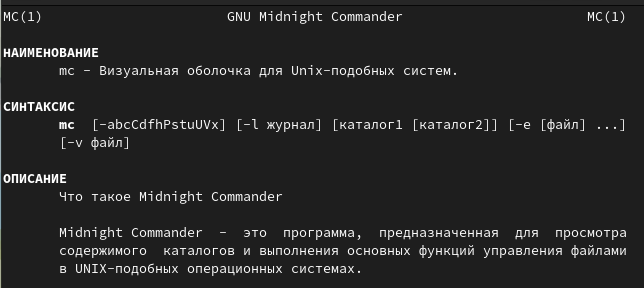 MC(1) GNU Midnight Commander MC(1)
НАИМЕНОВАНИЕ
mc - Визуальная оболочка для Unix-подобных систем.
СИНТАКСИС
mc [-abcCdfhPstuUVx] [-l журнал] [каталог1 [каталог2]] [-e [файл] ...]
[-v файл]
ОПИСАНИЕ
Что такое Midnight Commander
Midnight Commander - это программа, предназначенная для просмотра
содержимого каталогов и выполнения основных функций управления файлами
в UNIX-подобных операционных системах.